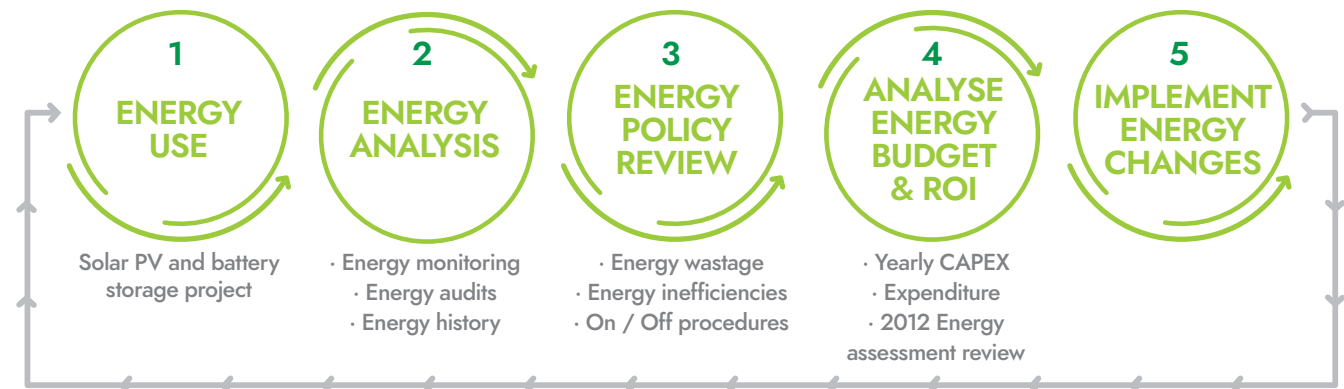 1
ENERGY
USE
Solar PV and battery
storage project
2
ENERGY
ANALYSIS
· Energy monitoring
· Energy audits
· Energy history
3
ENERGY
POLICY
REVIEW
· Energy wastage
· Energy inefficiencies
· On / Off procedures
4
ANALYSE
ENERGY
BUDGET
& ROI
· Yearly CAPEX
· Expenditure
· 2012 Energy
assessment review
5
IMPLEMENT
ENERGY
CHANGES